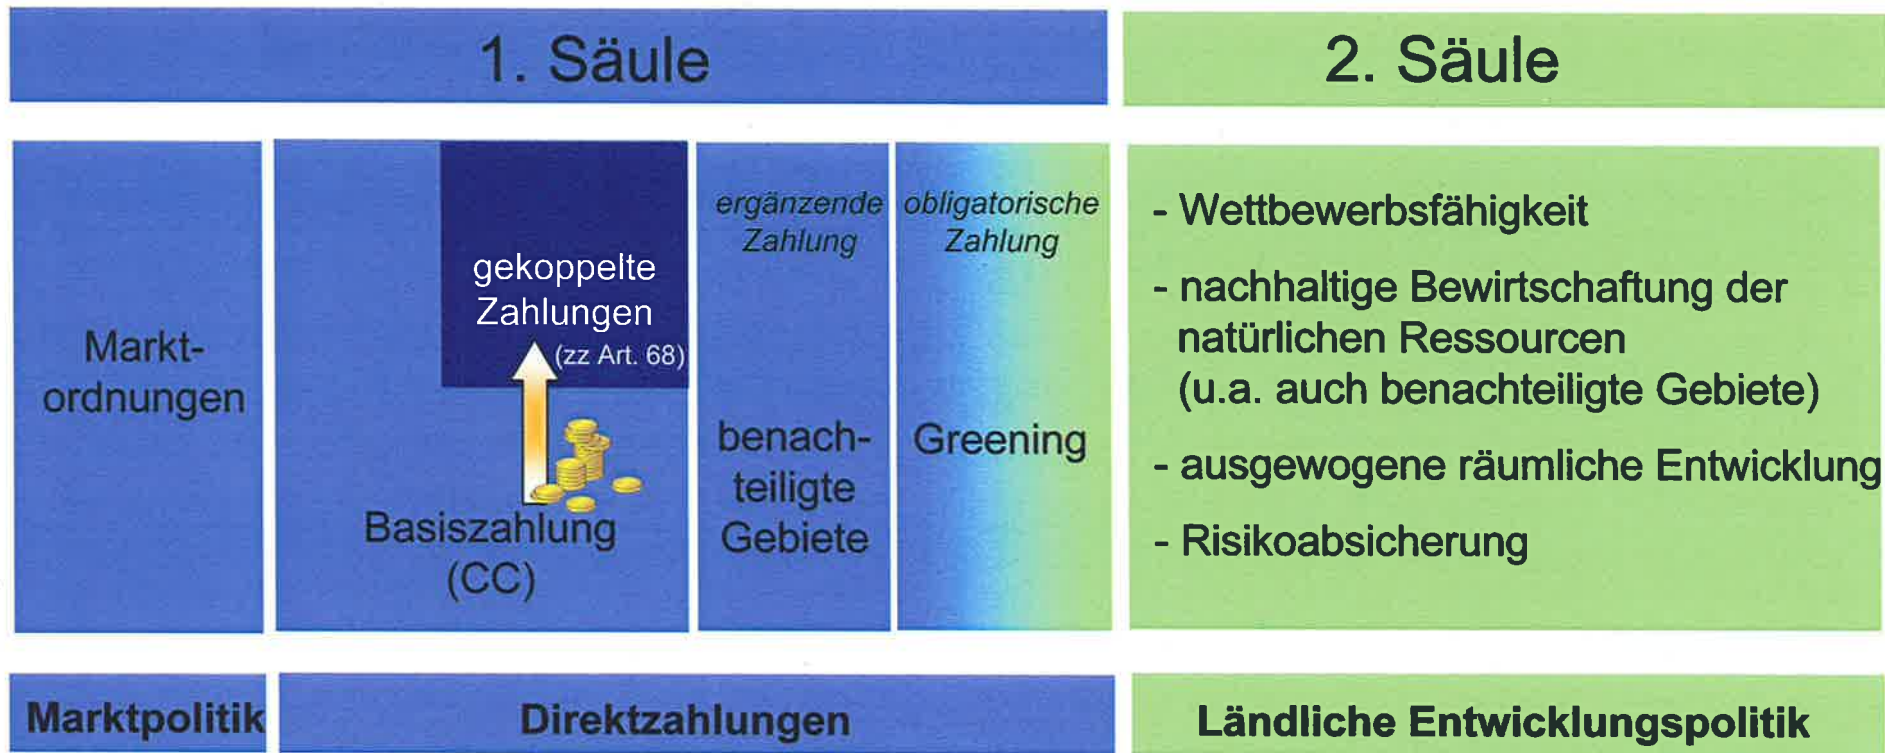 1. Säule
2. Säule
Markt-
ordnungen
gekoppelte
Zahlungen
(zz Art. 68)
Basiszahlung
(CC)
ergänzende
Zahlung
benach-
teiligte
Gebiete
obligatorische
Zahlung
Greening
- Wettbewerbsfähigkeit
- nachhaltige Bewirtschaftung der
natürlichen Ressourcen
(u.a. auch benachteiligte Gebiete)
- ausgewogene räumliche Entwicklung
- Risikoabsicherung
Marktpolitik
Direktzahlungen
Ländliche Entwicklungspolitik